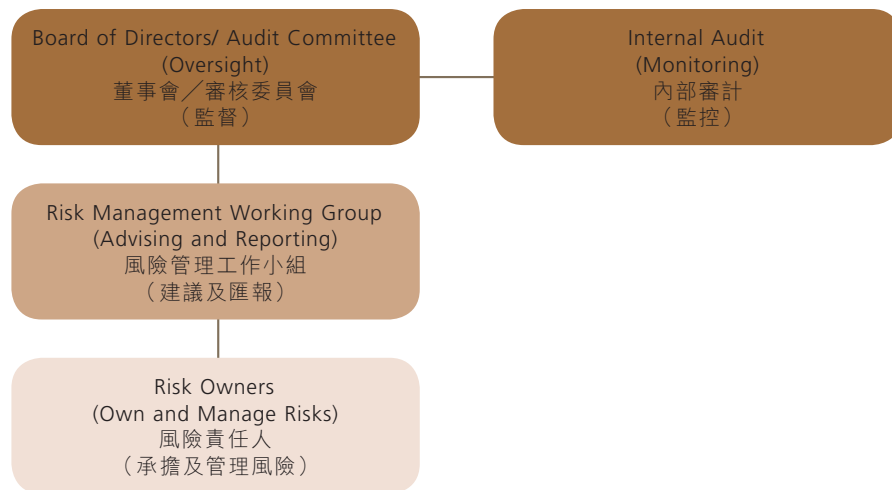 Board of Directors/ Audit Committee
(Oversight)
董事會／審核委員會
（監督）
Internal Audit
(Monitoring)
內部審計
（監控）
Risk Management Working Group
(Advising and Reporting)
風險管理工作小組
（建議及匯報）
Risk Owners
(Own and Manage Risks)
風險責任人
（承擔及管理風險）